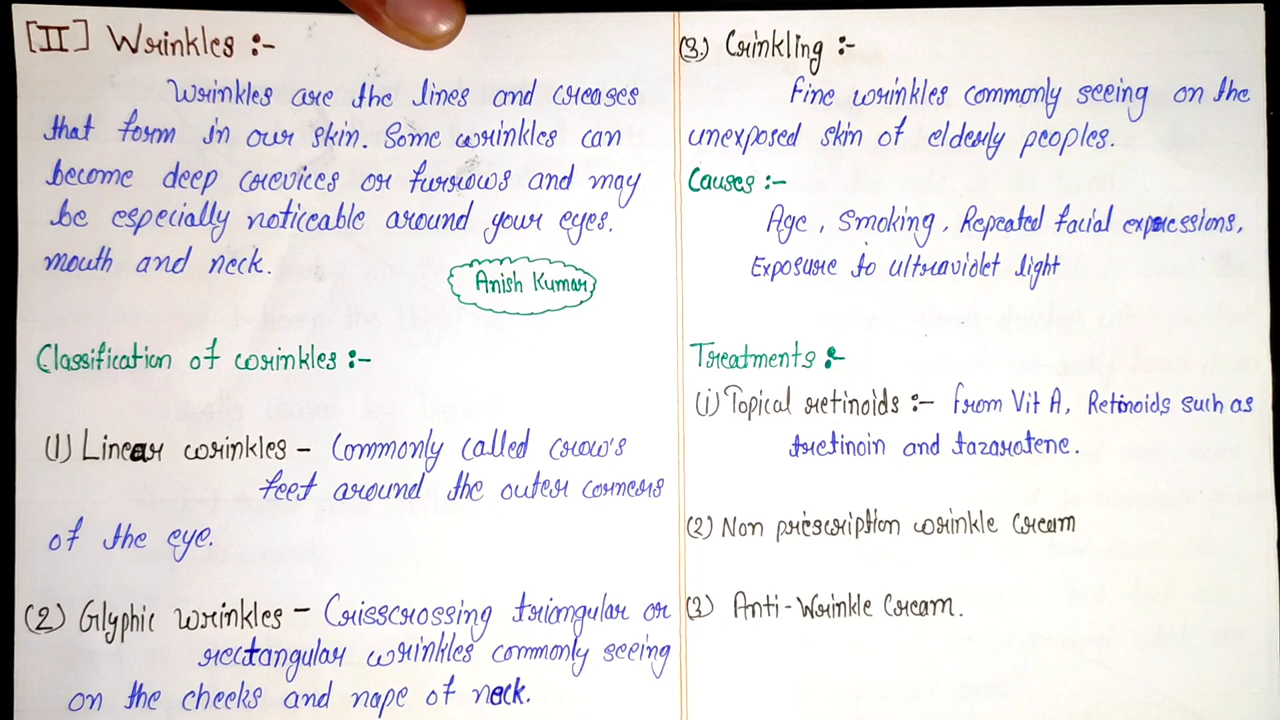 [II] Wrinkles :-
Wrinkles are the lines and creases
that form in our skin. Some wrinkles can
become deep crevices or furrows and may
be especially noticeable around your eyes.
mouth and neck.
Anish Kumar
Classification of wrinkles :-
(1) Linear wrinkles - Commonly called crow's
feet around the outer corners
of the eye.
(2) Glyphic wrinkles - Crisscrossing triangular or
rectangular wrinkles commonly seeing
on the cheeks and nape of neck.
(3.) Crinkling :-
Fine wrinkles commonly seeing on the
unexposed skin of elderly peoples.
Causes :-
Age, Smoking, Repeated facial expressions,
Exposure to ultraviolet light
Treatments :-
(i) Topical retinoids :- from Vit A, Retinoids such as
tretinoin and tazarotene.
(2) Non prescription wrinkle cream
(3) Anti-Wrinkle Cream.